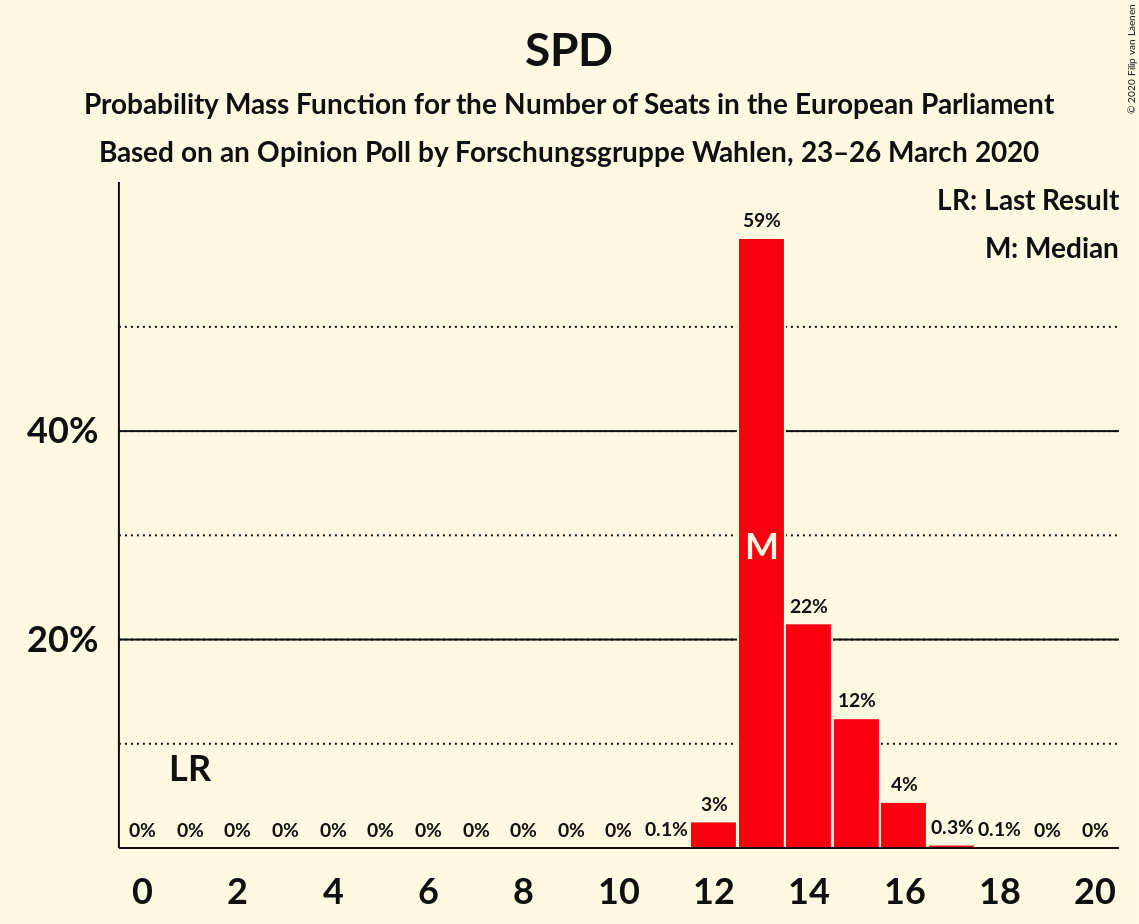 SPD
Probability Mass Function for the Number of Seats in the European Parliament
Based on an Opinion Poll by Forschungsgruppe Wahlen, 23–26 March 2020
© 2020 Filip van Laenen
LR: Last Result
M: Median
59%
40%
M
22%
20%
12%
LR
4%
3%
0% 0% 0% 0% 0% 0% 0% 0% 0% 0% 0% 0.1% 0.3% 0.1% 0% 0%
0 2 4 6 8 10 12 14 16 18 20